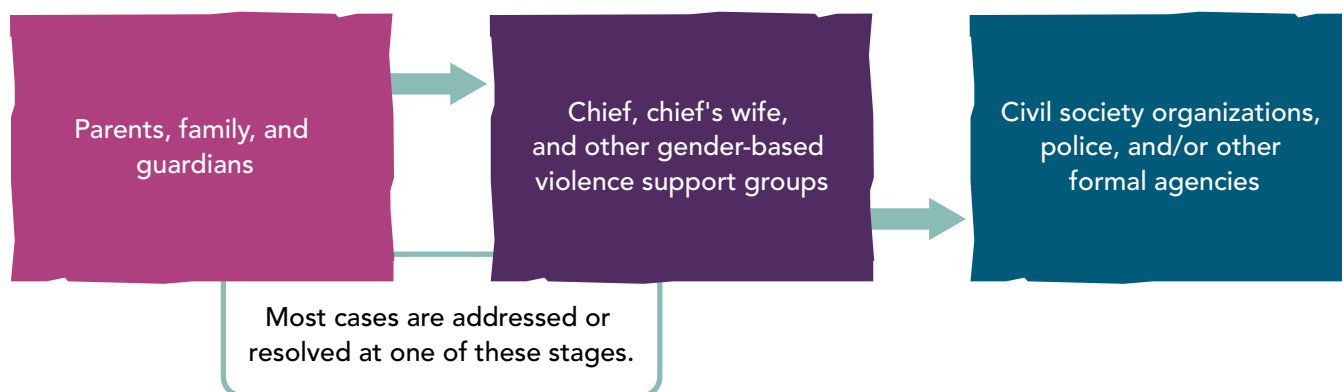 Parents, family, and
guardians
Chief, chief's wife,
and other gender-based
violence support groups
Civil society organizations,
police, and/or other
formal agencies
Most cases are addressed or
resolved at one of these stages.